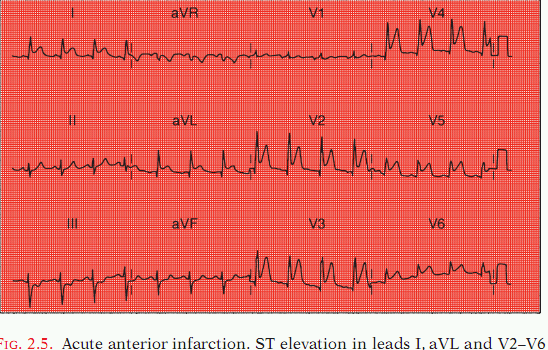 I aVR V1 V4
II aVL V2 V5
III aVF V3 V6
FIG. 2.5. Acute anterior infarction. ST elevation in leads I, aVL and V2–V6